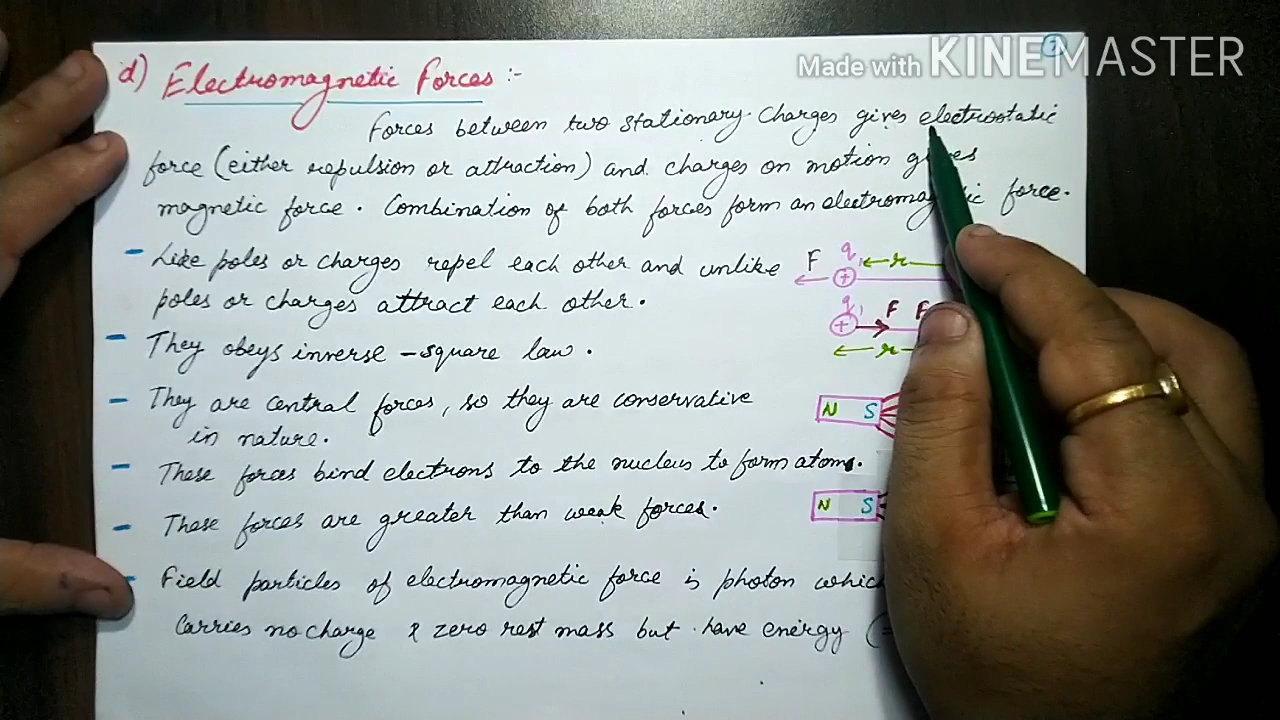 Made with KINEMASTER
d) Electromagnetic Forces :-
Forces between two stationary charges gives electrostatic
force (either repulsion or attraction) and charges on motion gives
magnetic force. Combination of both forces form an electromagnetic force.
- Like poles or charges repel each other and unlike
poles or charges attract each other.
F q1 + r
q1 + F F
r
- They obeys inverse-square law.
- They are central forces, so they are conservative
in nature.
N S
- These forces bind electrons to the nucleus to form atom.
- These forces are greater than weak forces.
N S
- Field particles of electromagnetic force is photon which
carries no charge & zero rest mass but have energy (=